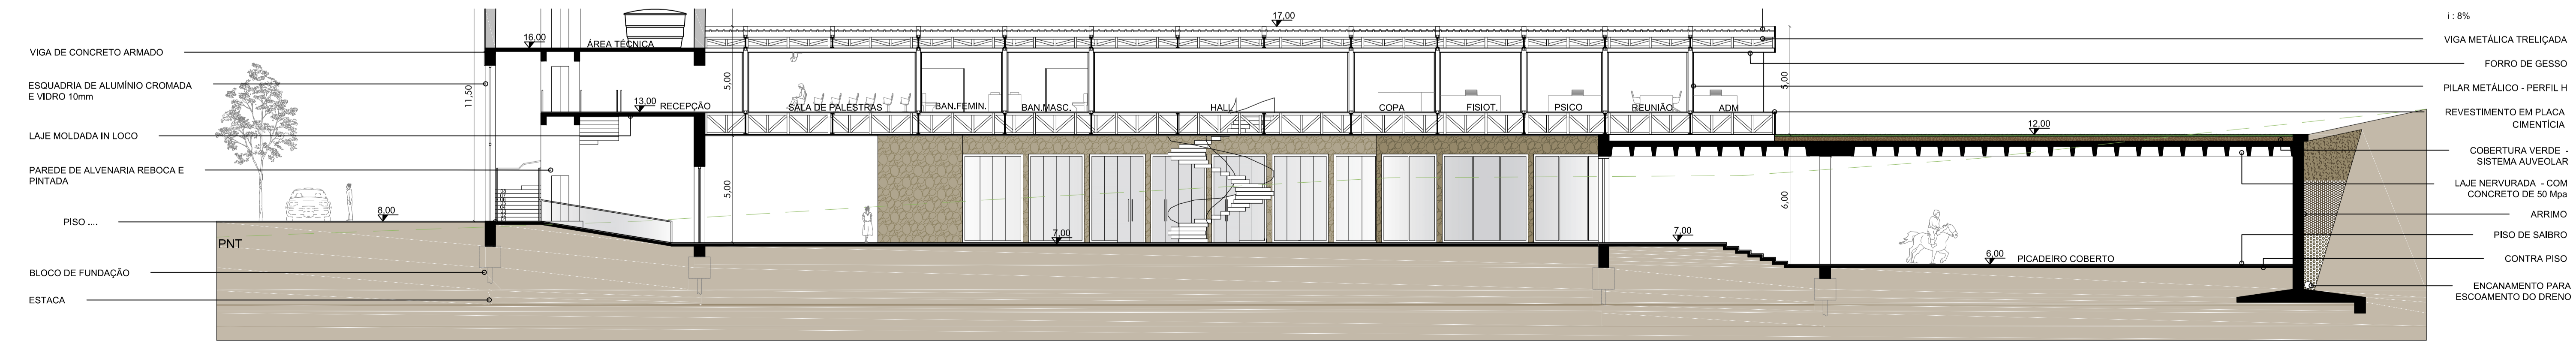 VIGA DE CONCRETO ARMADO
ESQUADRIA DE ALUMÍNIO CROMADA
E VIDRO 10mm
LAJE MOLDADA IN LOCO
PAREDE DE ALVENARIA REBOCA E
PINTADA
PISO ....
BLOCO DE FUNDAÇÃO
ESTACA
PNT
8,00
11,50
16,00
ÁREA TÉCNICA
13,00
RECEPÇÃO
5,00
5,00
17,00
SALA DE PALESTRAS
BAN.FEMIN.
BAN.MASC.
HALL
COPA
FISIOT.
PSICO
REUNIÃO
ADM
5,00
6,00
7,00
7,00
12,00
6,00
PICADEIRO COBERTO
i : 8%
VIGA METÁLICA TRELIÇADA
FORRO DE GESSO
PILAR METÁLICO - PERFIL H
REVESTIMENTO EM PLACA
CIMENTÍCIA
COBERTURA VERDE -
SISTEMA AUVEOLAR
LAJE NERVURADA - COM
CONCRETO DE 50 Mpa
ARRIMO
PISO DE SAIBRO
CONTRA PISO
ENCANAMENTO PARA
ESCOAMENTO DO DRENO